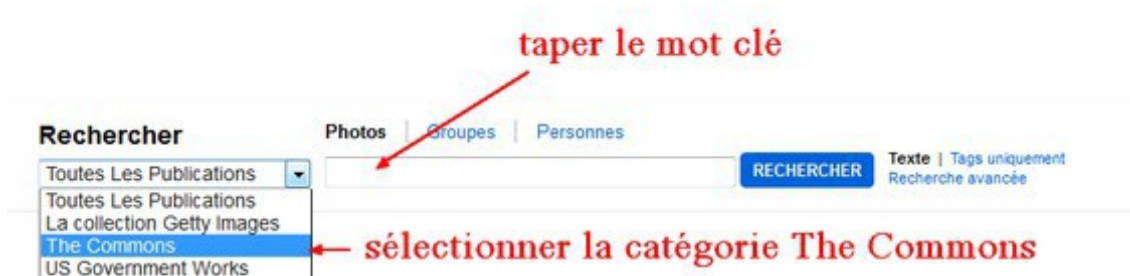 taper le mot clé
Rechercher
Photos | Groupes | Personnes
Toutes Les Publications
RECHERCHER
Texte | Tags uniquement
Recherche avancée
Toutes Les Publications
La collection Getty Images
The Commons
sélectionner la catégorie The Commons
US Government Works